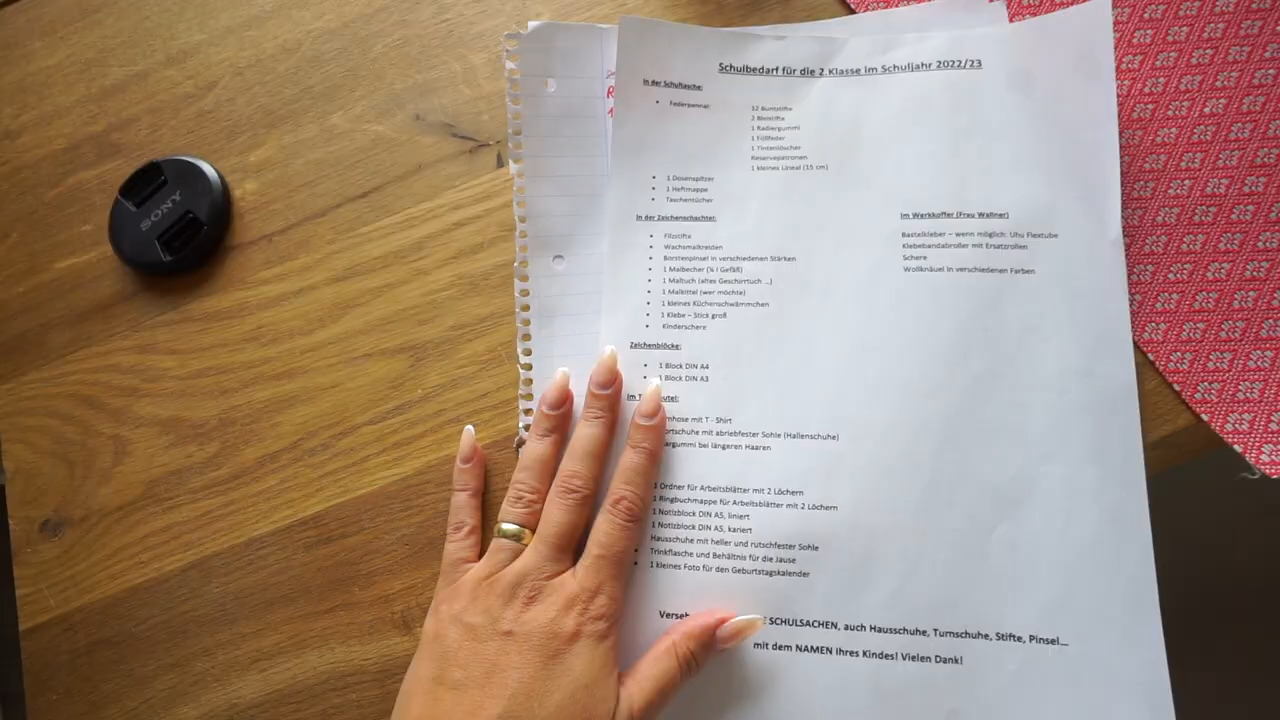 SONY
Schulbedarf für die 2.Klasse im Schuljahr 2022/23
In der Schultasche:
Federpennal:
12 Buntstifte
2 Bleistifte
1 Radiergummi
1 Füllfeder
1 Tintenlöscher
Reservepatronen
1 kleines Lineal (15 cm)
1 Dosenspitzer
1 Heftmappe
Taschentücher
In der Zeichenschachtel:
Filzstifte
Wachsmalkreiden
Borstenpinsel in verschiedenen Stärken
1 Malbecher (¼ l Gefäß)
1 Maltuch (altes Geschirrtuch ...)
1 Malkittel (wer möchte)
1 kleines Küchenschwämmchen
1 Klebe – Stick groß
Kinderschere
Im Werkkoffer (Frau Wallner)
Bastelkleber – wenn möglich: Uhu Flextube
Klebebandabroller mit Ersatzrollen
Schere
Wollknäuel in verschiedenen Farben
Zeichenblöcke:
1 Block DIN A4
1 Block DIN A3
Im
mit T - Shirt
mit abriebfester Sohle (Hallenschuhe)
bei längeren Haaren
1 Ordner für Arbeitsblätter mit 2 Löchern
1 Ringbuchmappe für Arbeitsblätter mit 2 Löchern
1 Notizblock DIN A5, liniert
1 Notizblock DIN A5, kariert
Hausschuhe mit heller und rutschfester Sohle
Trinkflasche und Behältnis für die Jause
1 kleines Foto für den Geburtstagskalender
SCHULSACHEN, auch Hausschuhe, Turnschuhe, Stifte, Pinsel...
mit dem NAMEN Ihres Kindes! Vielen Dank!